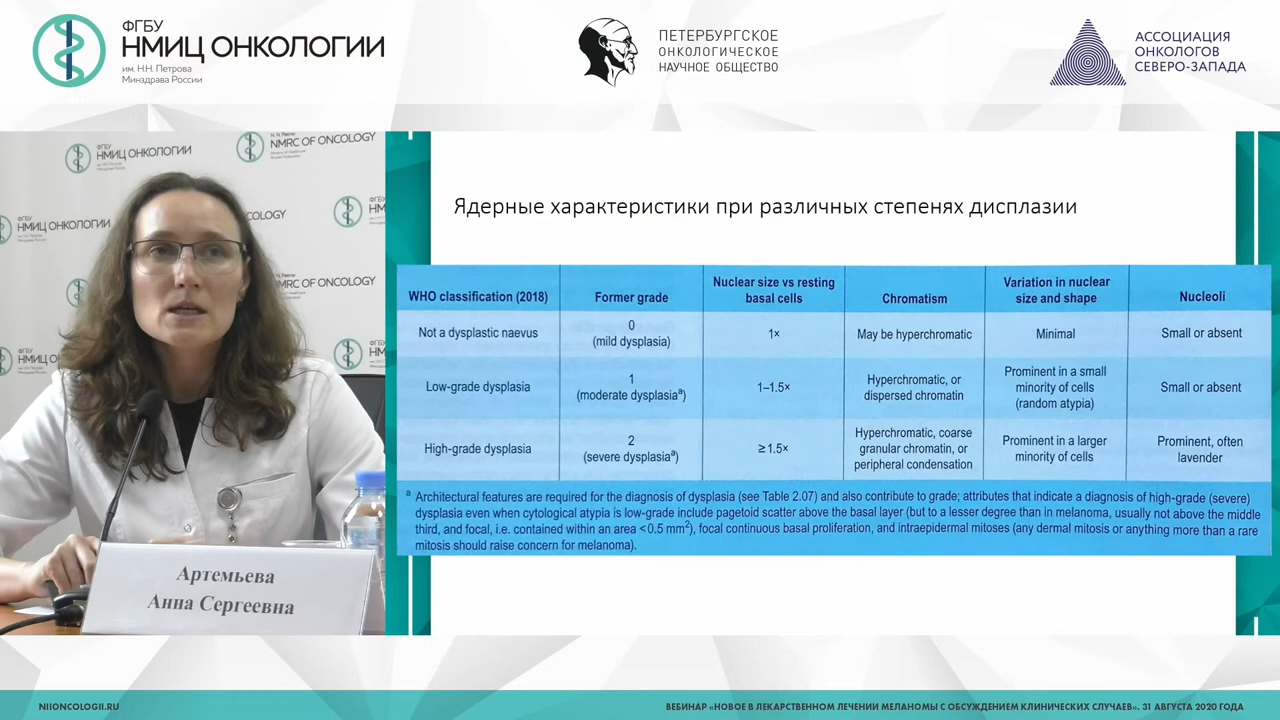 ФГБУ
НМИЦ ОНКОЛОГИИ
им. Н.Н. Петрова
Минздрава России
ПЕТЕРБУРГСКОЕ
ОНКОЛОГИЧЕСКОЕ
НАУЧНОЕ ОБЩЕСТВО
АССОЦИАЦИЯ
ОНКОЛОГОВ
СЕВЕРО-ЗАПАДА
ФГБУ
НМИЦ ОНКОЛОГИИ
NMRC OF ONCOLOGY
Артемьева
Анна Сергеевна
Ядерные характеристики при различных степенях дисплазии
WHO classification (2018)
Former grade
Nuclear size vs resting
basal cells
Chromatism
Variation in nuclear
size and shape
Nucleoli
Not a dysplastic naevus
0
(mild dysplasia)
1×
May be hyperchromatic
Minimal
Small or absent
Low-grade dysplasia
1
(moderate dysplasiaª)
1–1.5×
Hyperchromatic, or
dispersed chromatin
Prominent in a small
minority of cells
(random atypia)
Small or absent
High-grade dysplasia
2
(severe dysplasiaª)
≥1.5×
Hyperchromatic, coarse
granular chromatin, or
peripheral condensation
Prominent in a larger
minority of cells
Prominent, often
lavender
ª Architectural features are required for the diagnosis of dysplasia (see Table 2.07) and also contribute to grade; attributes that indicate a diagnosis of high-grade (severe)
dysplasia even when cytological atypia is low-grade include pagetoid scatter above the basal layer (but to a lesser degree than in melanoma, usually not above the middle
third, and focal, i.e. contained within an area <0.5 mm²), focal continuous basal proliferation, and intraepidermal mitoses (any dermal mitosis or anything more than a rare
mitosis should raise concern for melanoma).
NIIONCOLOGII.RU
ВЕБИНАР «НОВОЕ В ЛЕКАРСТВЕННОМ ЛЕЧЕНИИ МЕЛАНОМЫ С ОБСУЖДЕНИЕМ КЛИНИЧЕСКИХ СЛУЧАЕВ». 31 АВГУСТА 2020 ГОДА